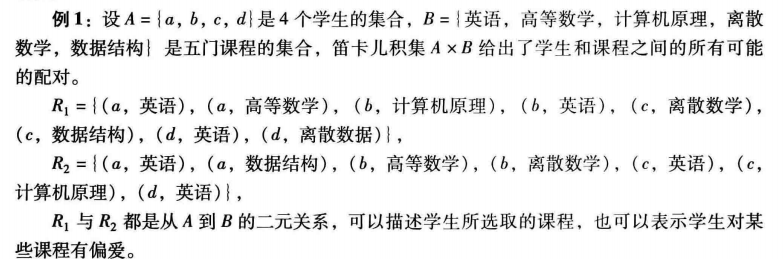 例1：设 A = {a, b, c, d}是4个学生的集合，B = {英语，高等数学，计算机原理，离散
数学，数据结构} 是五门课程的集合，笛卡儿积集 A × B 给出了学生和课程之间的所有可能
的配对。
R₁ = {(a, 英语)，(a, 高等数学)，(b, 计算机原理)，(b, 英语)，(c, 离散数学)，
(c, 数据结构)，(d, 英语)，(d, 离散数据)}，
R₂ = {(a, 英语)，(a, 数据结构)，(b, 高等数学)，(b, 离散数学)，(c, 英语)，(c,
计算机原理)，(d, 英语)}，
R₁ 与 R₂ 都是从 A 到 B 的二元关系，可以描述学生所选取的课程，也可以表示学生对某
些课程有偏爱。